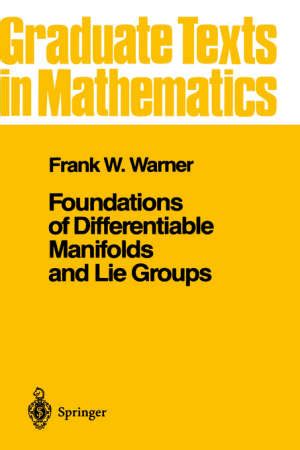 Graduate Texts
in Mathematics
Frank W. Warner
Foundations
of Differentiable
Manifolds
and Lie Groups
Springer